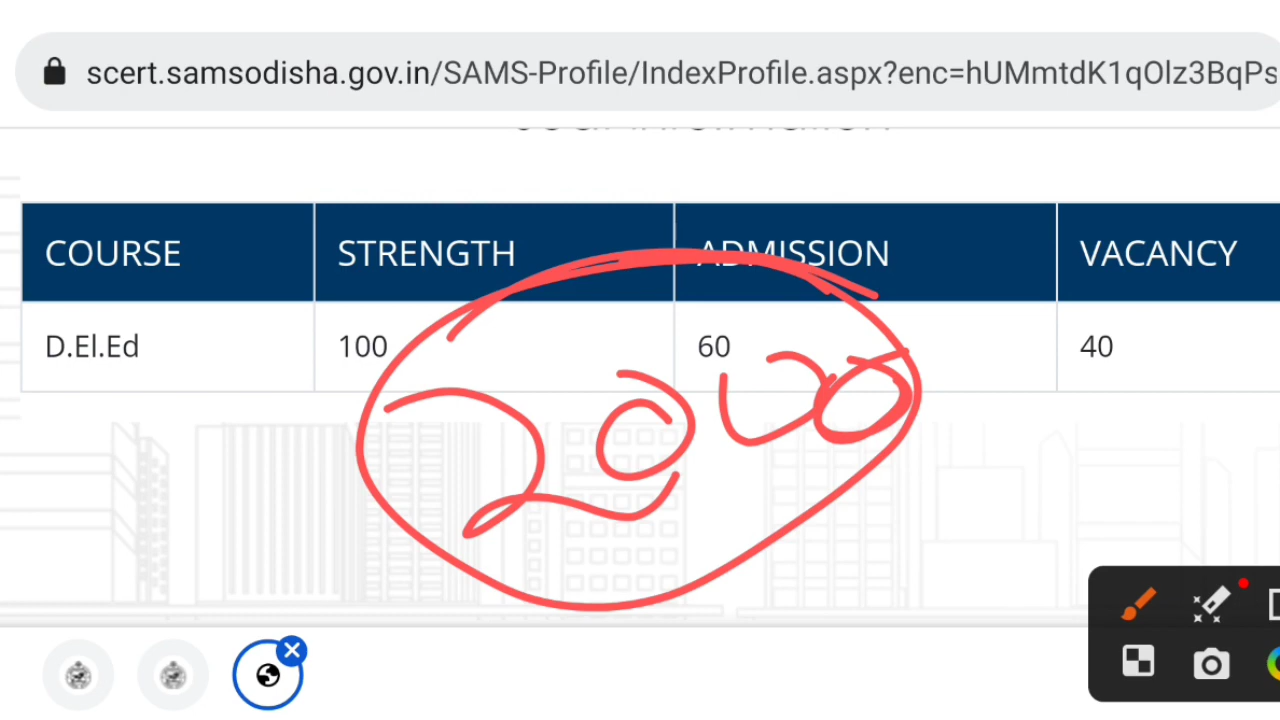 scert.samsodisha.gov.in/SAMS-Profile/IndexProfile.aspx?enc=hUMmtdK1qOlz3BqPs
COURSE STRENGTH ADMISSION VACANCY
D.El.Ed 100 60 40
2000